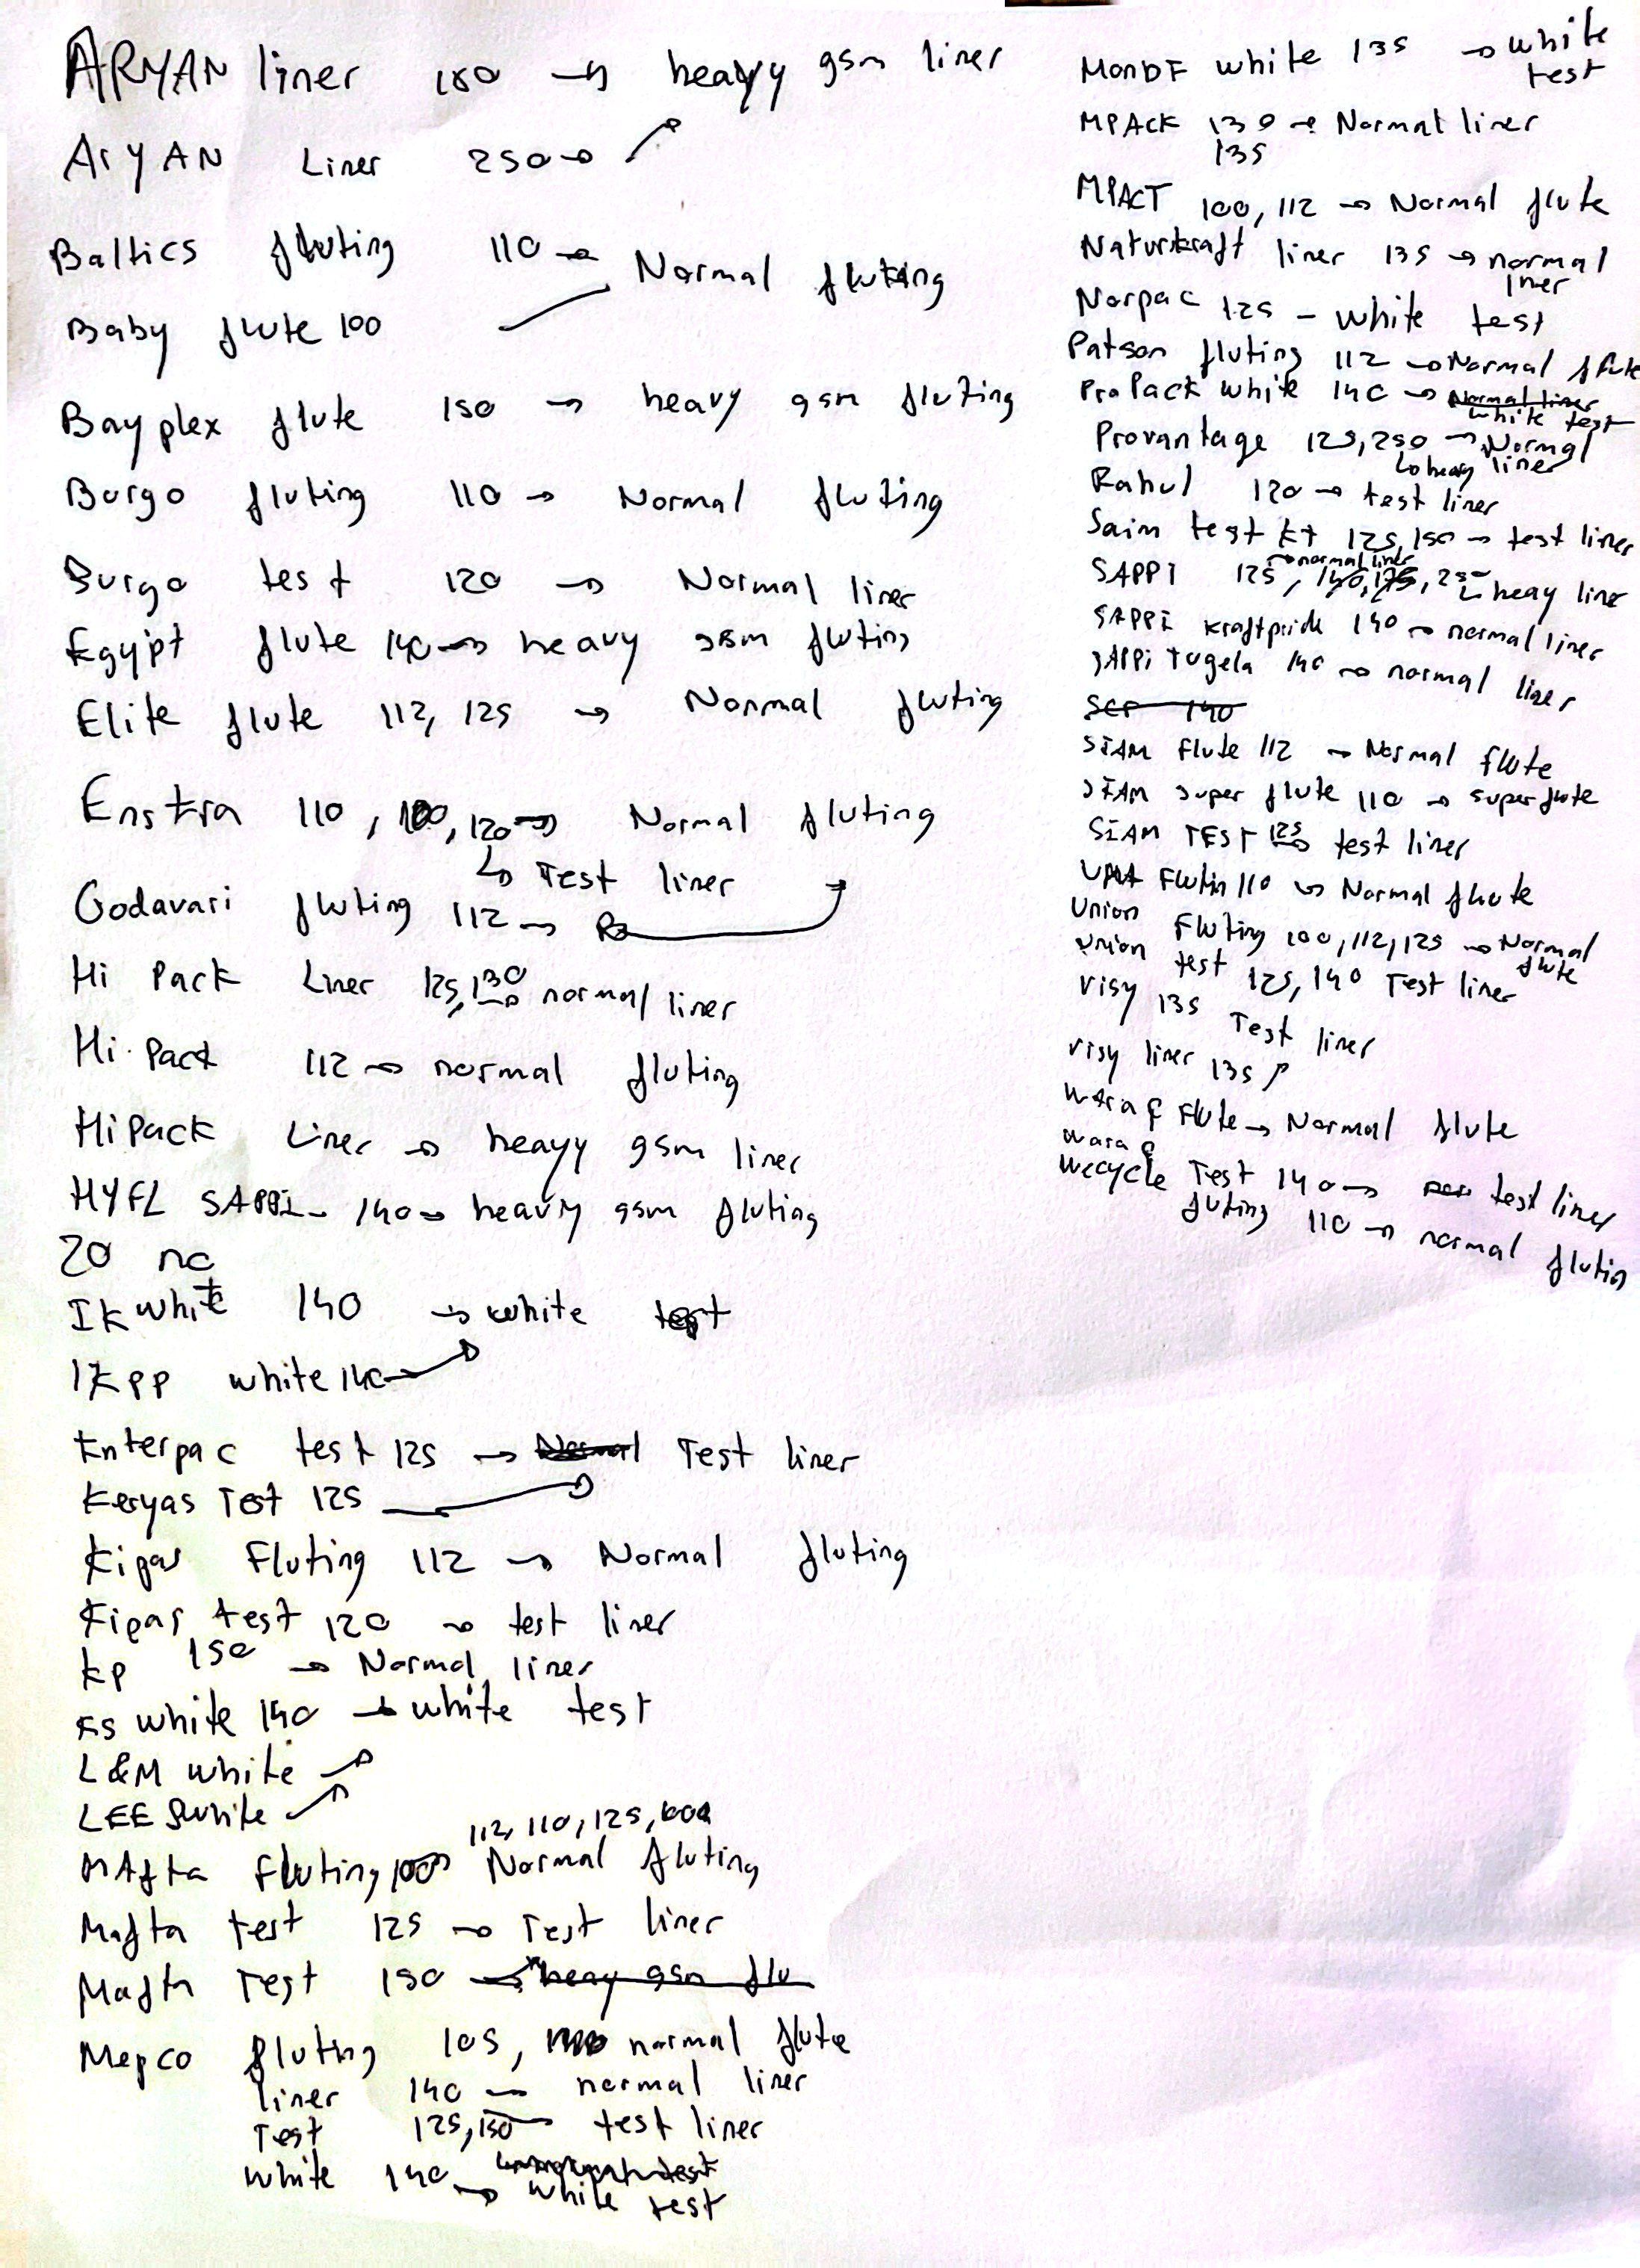 ARYAN liner 180 → heavy gsm liner
ArYAN Liner 250 →
Baltics fluting 110 → Normal fluting
Baby flute 100
Bayplex flute 150 → heavy gsm fluting
Burgo fluting 110 → Normal fluting
Burgo test 120 → Normal liner
Egyipt flute 140 → heavy gsm fluting
Elite flute 112, 125 → Normal fluting
Enstra 110, 100, 120 → Normal fluting
↳ Test liner
Godavari fluting 112 →
Hi Pack Liner 125, 130 → normal liner
Hi Pack 112 → normal fluting
Hi Pack Liner → heavy gsm liner
HYFL SAPPI - 140 → heavy gsm fluting
20 na
IK white 140 → white test
IKPP white 140 →
Enterpac test 125 → Test liner
Keryas Test 125
Kipas Fluting 112 → Normal fluting
Kipas test 120 → test liner
KP 150 → Normal liner
KS white 140 → white test
L&M white
LEE white
112, 110, 125,
MAfta Fluting 100 → Normal fluting
Mafta test 125 → Test liner
Mafta Test 150 → heavy gsm flu
Mepco fluting 105, normal flute
liner 140 – normal liner
Test 125, 150 – test liner
white 140 → white test
MonDF white 135 → white
test
MPACK 130 → Normal liner
135
MPACT 100, 112 → Normal flute
Naturkraft liner 135 → normal
liner
Norpac 125 – white test
Patson fluting 112 → Normal flute
Pro Pack white 140 → Normal liner
white test
Provantage 125, 250 → Normal
↳ heavy liner
Rahul 120 → test liner
Saim test kt 125, 150 → test liner
→ normal liner
SAPPI 125, 140, 175, 250 ↳ heavy liner
SAPPI kraftpride 140 → normal liner
SAPPi Tugela 140 → normal liner
SCP 140
SIAM Flute 112 → Normal flute
SIAM super flute 110 → super flute
SIAM TEST 125 → test liner
Flutin 110 → Normal flute
Union Fluting 100, 112, 125 → Normal
flute
Union test 125, 140 Test liner
Visy 135 Test liner
Visy liner 135
Waraq Flute → Normal flute
Waraq
Wecycle Test 140 → test liner
fluting 110 → normal flutin